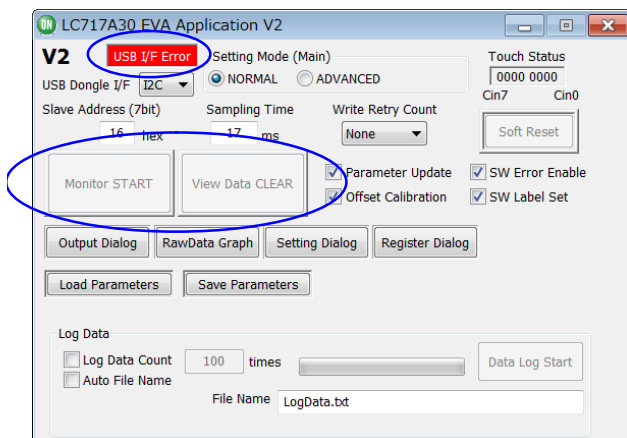 ON LC717A30 EVA Application V2
V2 USB I/F Error Setting Mode (Main) Touch Status
USB Dongle I/F I2C NORMAL ADVANCED 0000 0000
Cin7 Cin0
Slave Address (7bit) Sampling Time Write Retry Count
16 hex 17 ms None Soft Reset
Monitor START View Data CLEAR Parameter Update SW Error Enable
Offset Calibration SW Label Set
Output Dialog RawData Graph Setting Dialog Register Dialog
Load Parameters Save Parameters
Log Data
Log Data Count 100 times Data Log Start
Auto File Name
File Name LogData.txt